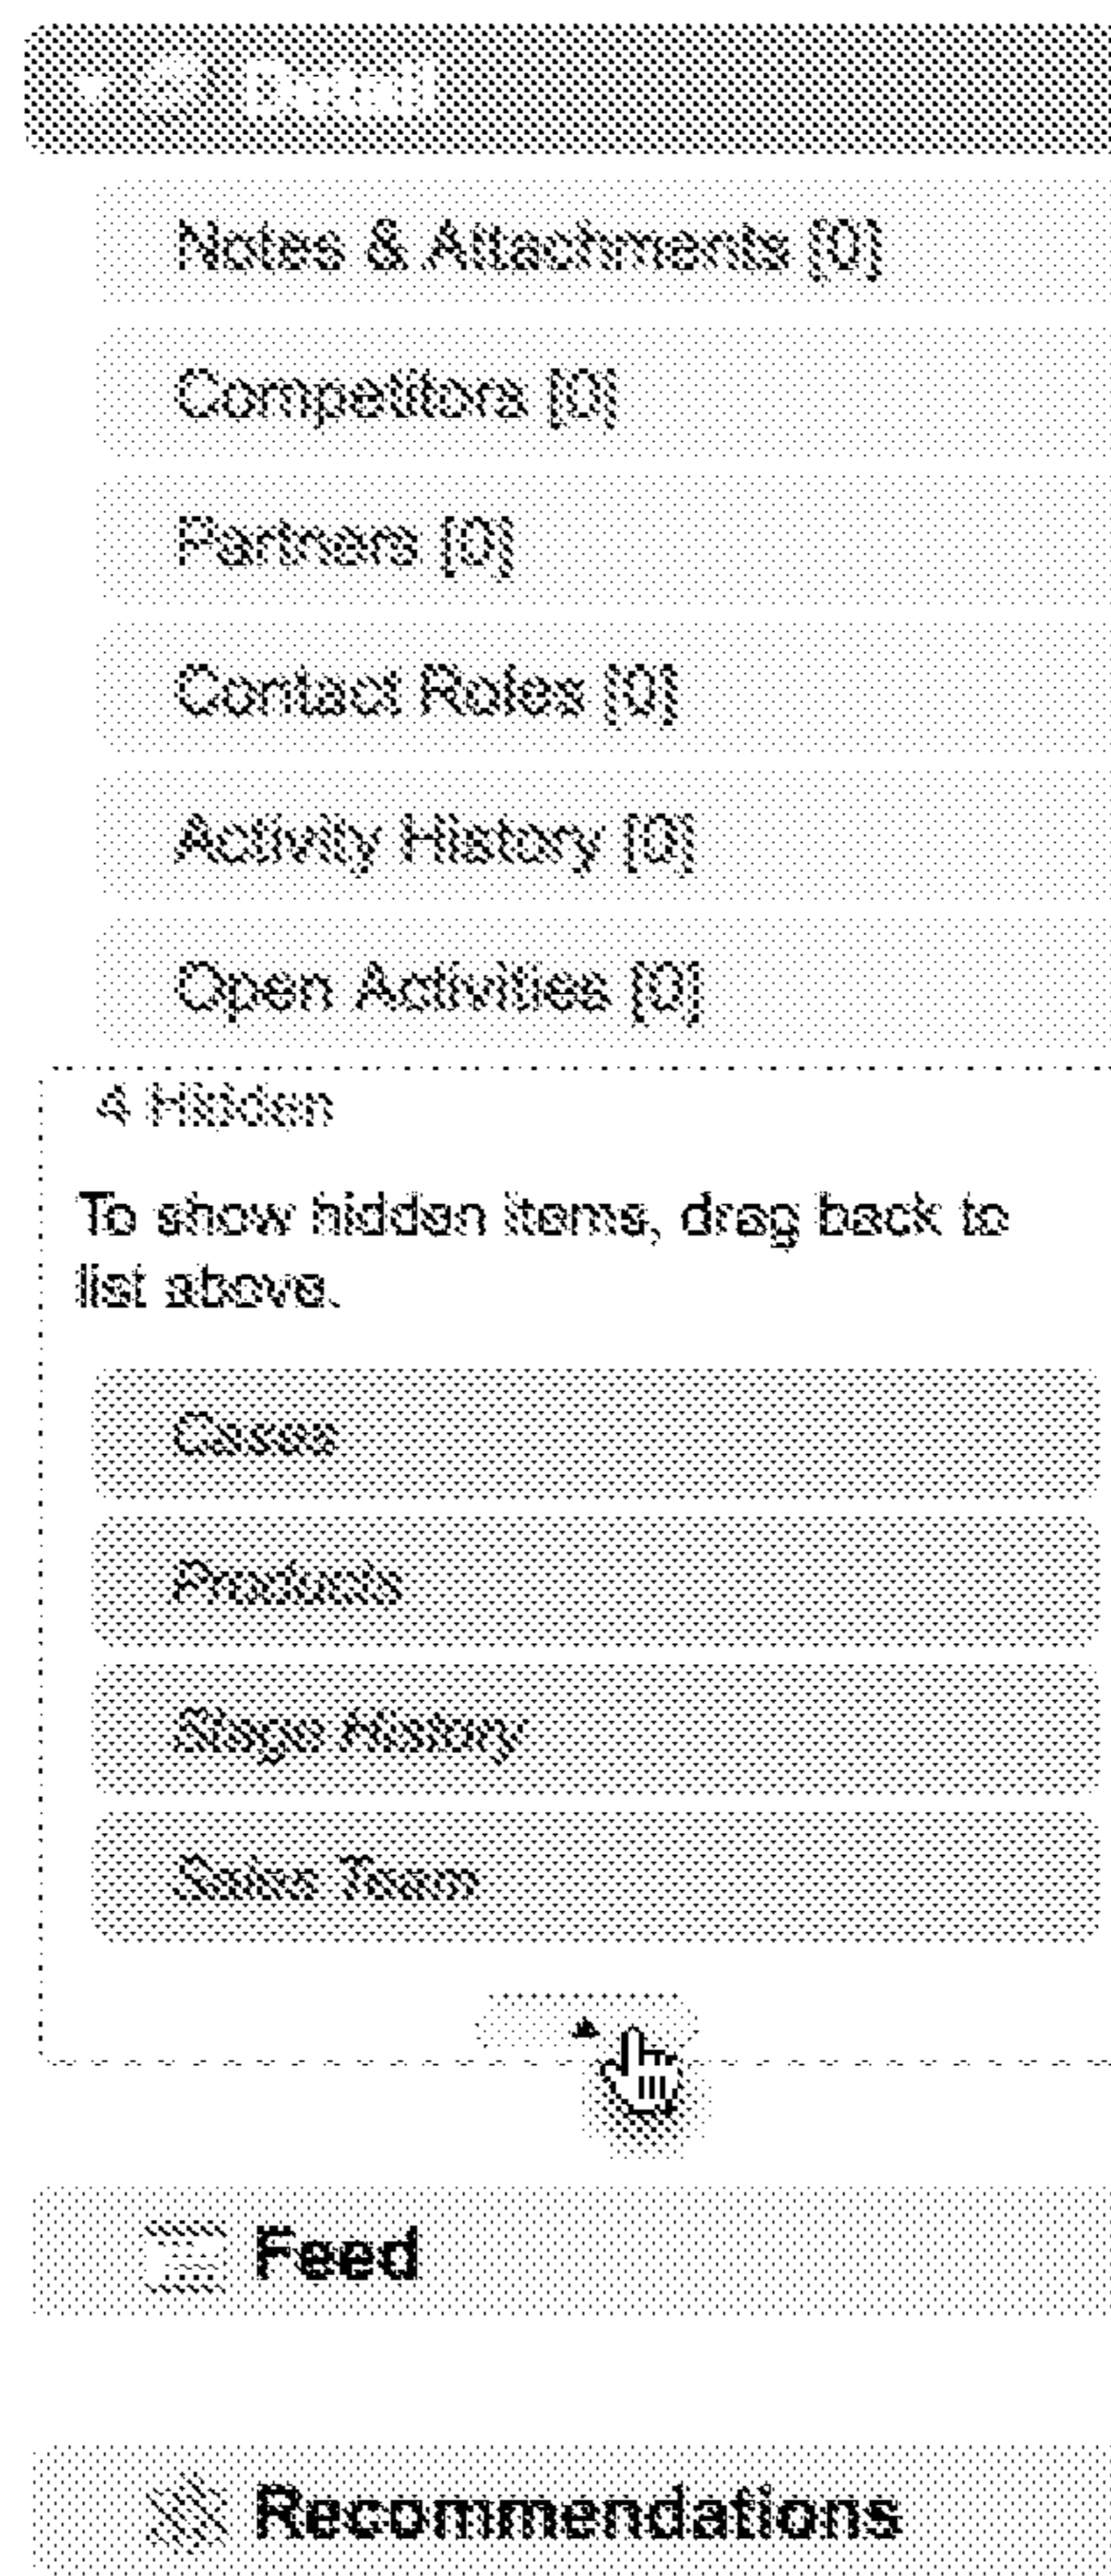 Detail
Notes & Attachments [0]
Competitors [0]
Partners [0]
Contact Roles [0]
Activity History [0]
Open Activities [0]
4 Hidden
To show hidden items, drag back to
list above.
Cases
Products
Stage History
Sales Team
Feed
Recommendations